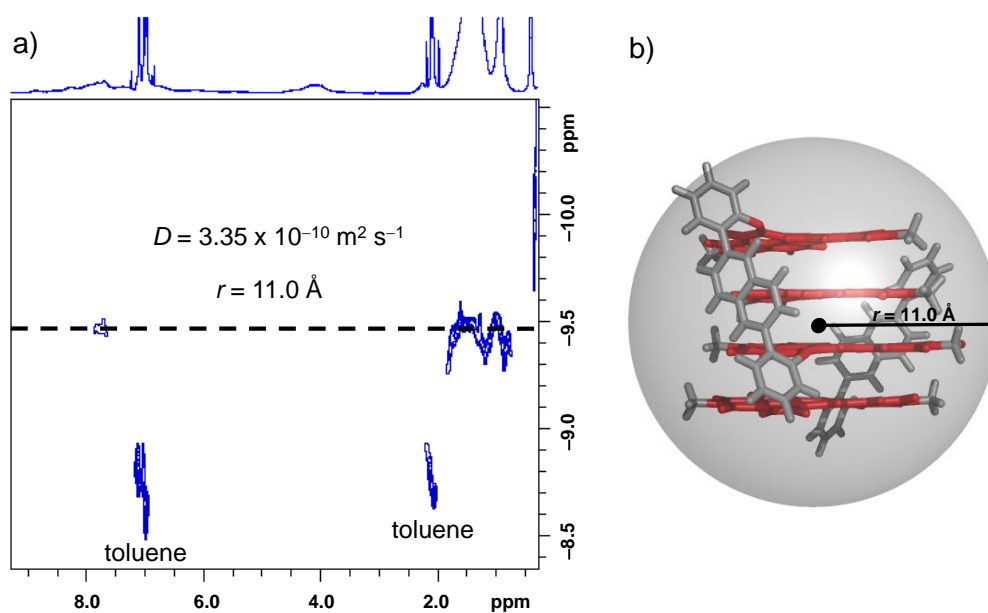 a)
b)
ppm
−10.0
−9.5
−9.0
−8.5
D = 3.35 x 10⁻¹⁰ m² s⁻¹
r = 11.0 Å
toluene
toluene
8.0 6.0 4.0 2.0 ppm
r = 11.0 Å